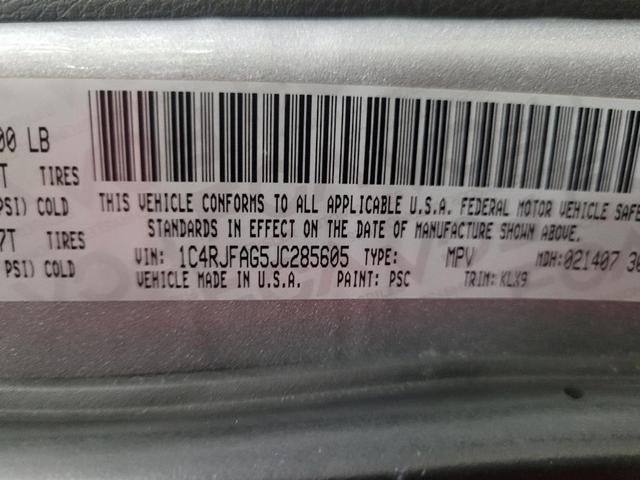 00 LB
T TIRES
PSI) COLD
7T TIRES
PSI) COLD
THIS VEHICLE CONFORMS TO ALL APPLICABLE U.S.A. FEDERAL MOTOR VEHICLE SAFE
STANDARDS IN EFFECT ON THE DATE OF MANUFACTURE SHOWN ABOVE.
VIN: 1C4RJFAG5JC285605 TYPE: MPV MDH:021407 30
VEHICLE MADE IN U.S.A. PAINT: PSC TRIM: KLX9